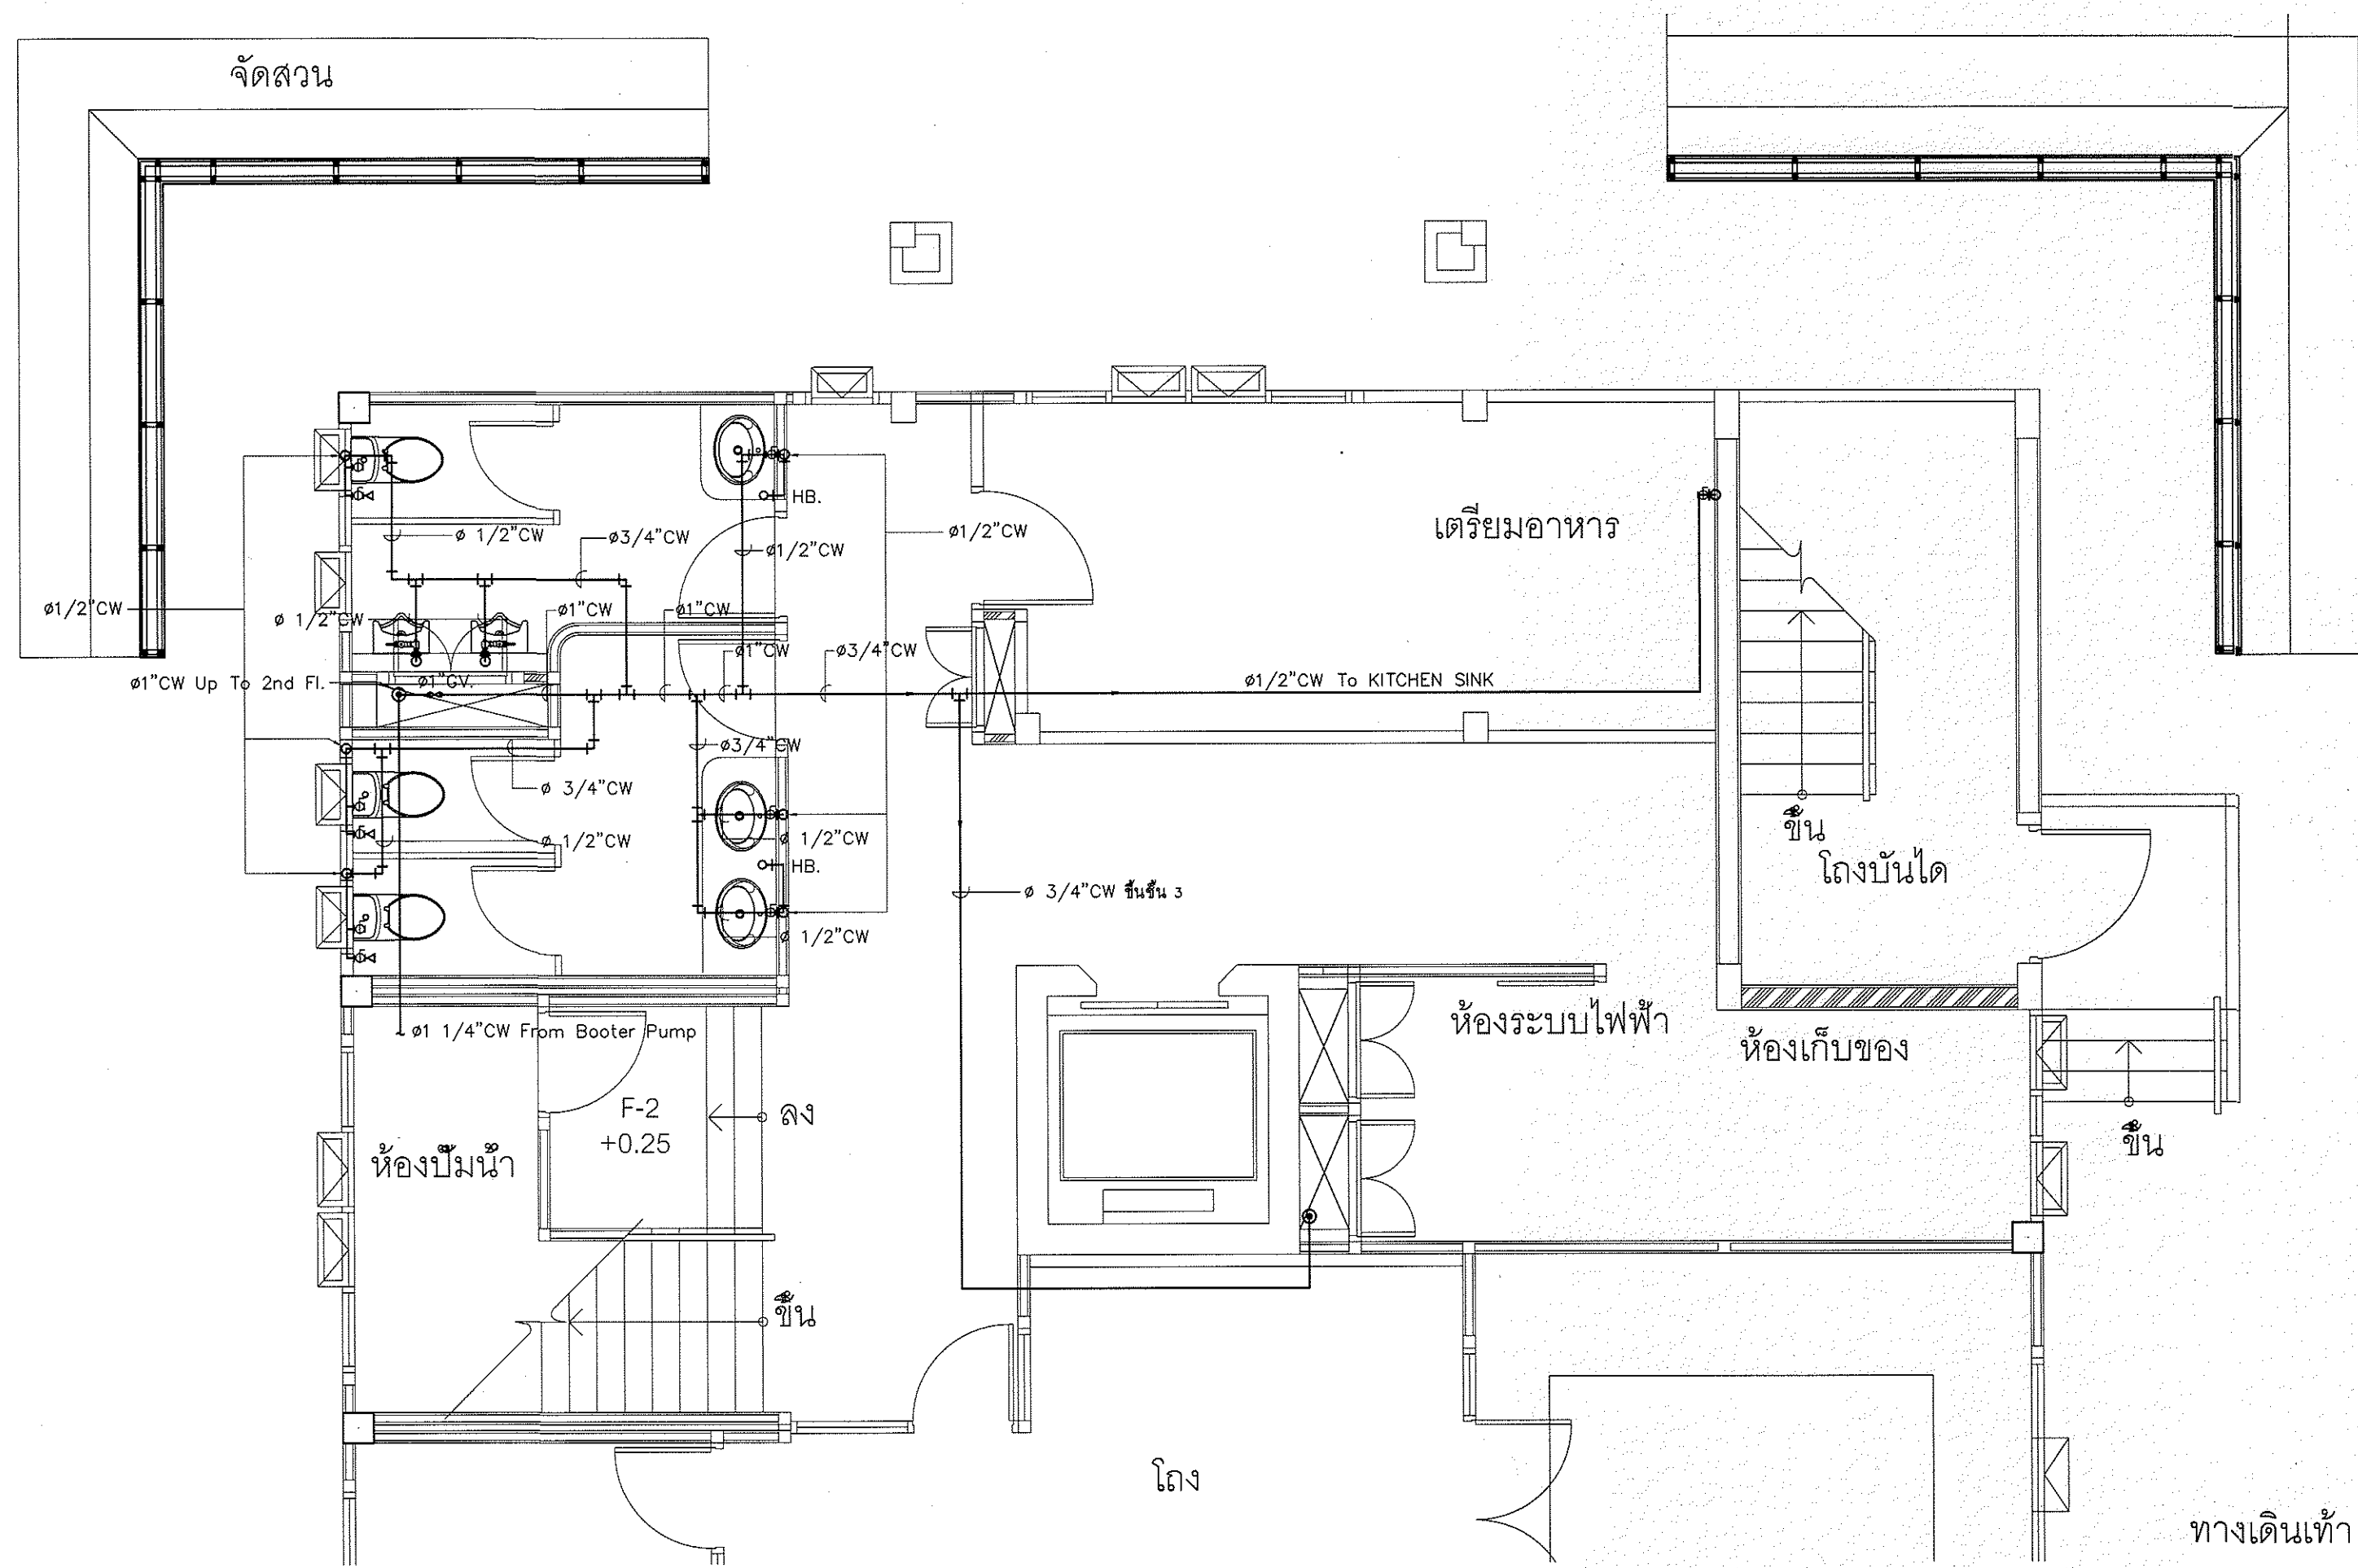 จัดสวน
HB.
ø 1/2"CW
ø3/4"CW
ø1/2"CW
ø1/2"CW
เตรียมอาหาร
ø1/2"CW
ø 1/2"CW
ø1"CW
ø1"CW
ø1"CW
ø3/4"CW
ø1"CW Up To 2nd Fl.
ø1"GV.
ø1/2"CW To KITCHEN SINK
ø3/4"CW
ø 3/4"CW
ø 1/2"CW
ø 1/2"CW
HB.
ø 1/2"CW
ø 3/4"CW ขึ้นชั้น 3
ขึ้น
โถงบันได
ø1 1/4"CW From Booter Pump
ห้องระบบไฟฟ้า
ห้องเก็บของ
F-2
+0.25
ลง
ขึ้น
ห้องปั๊มน้ำ
ขึ้น
โถง
ทางเดินเท้า